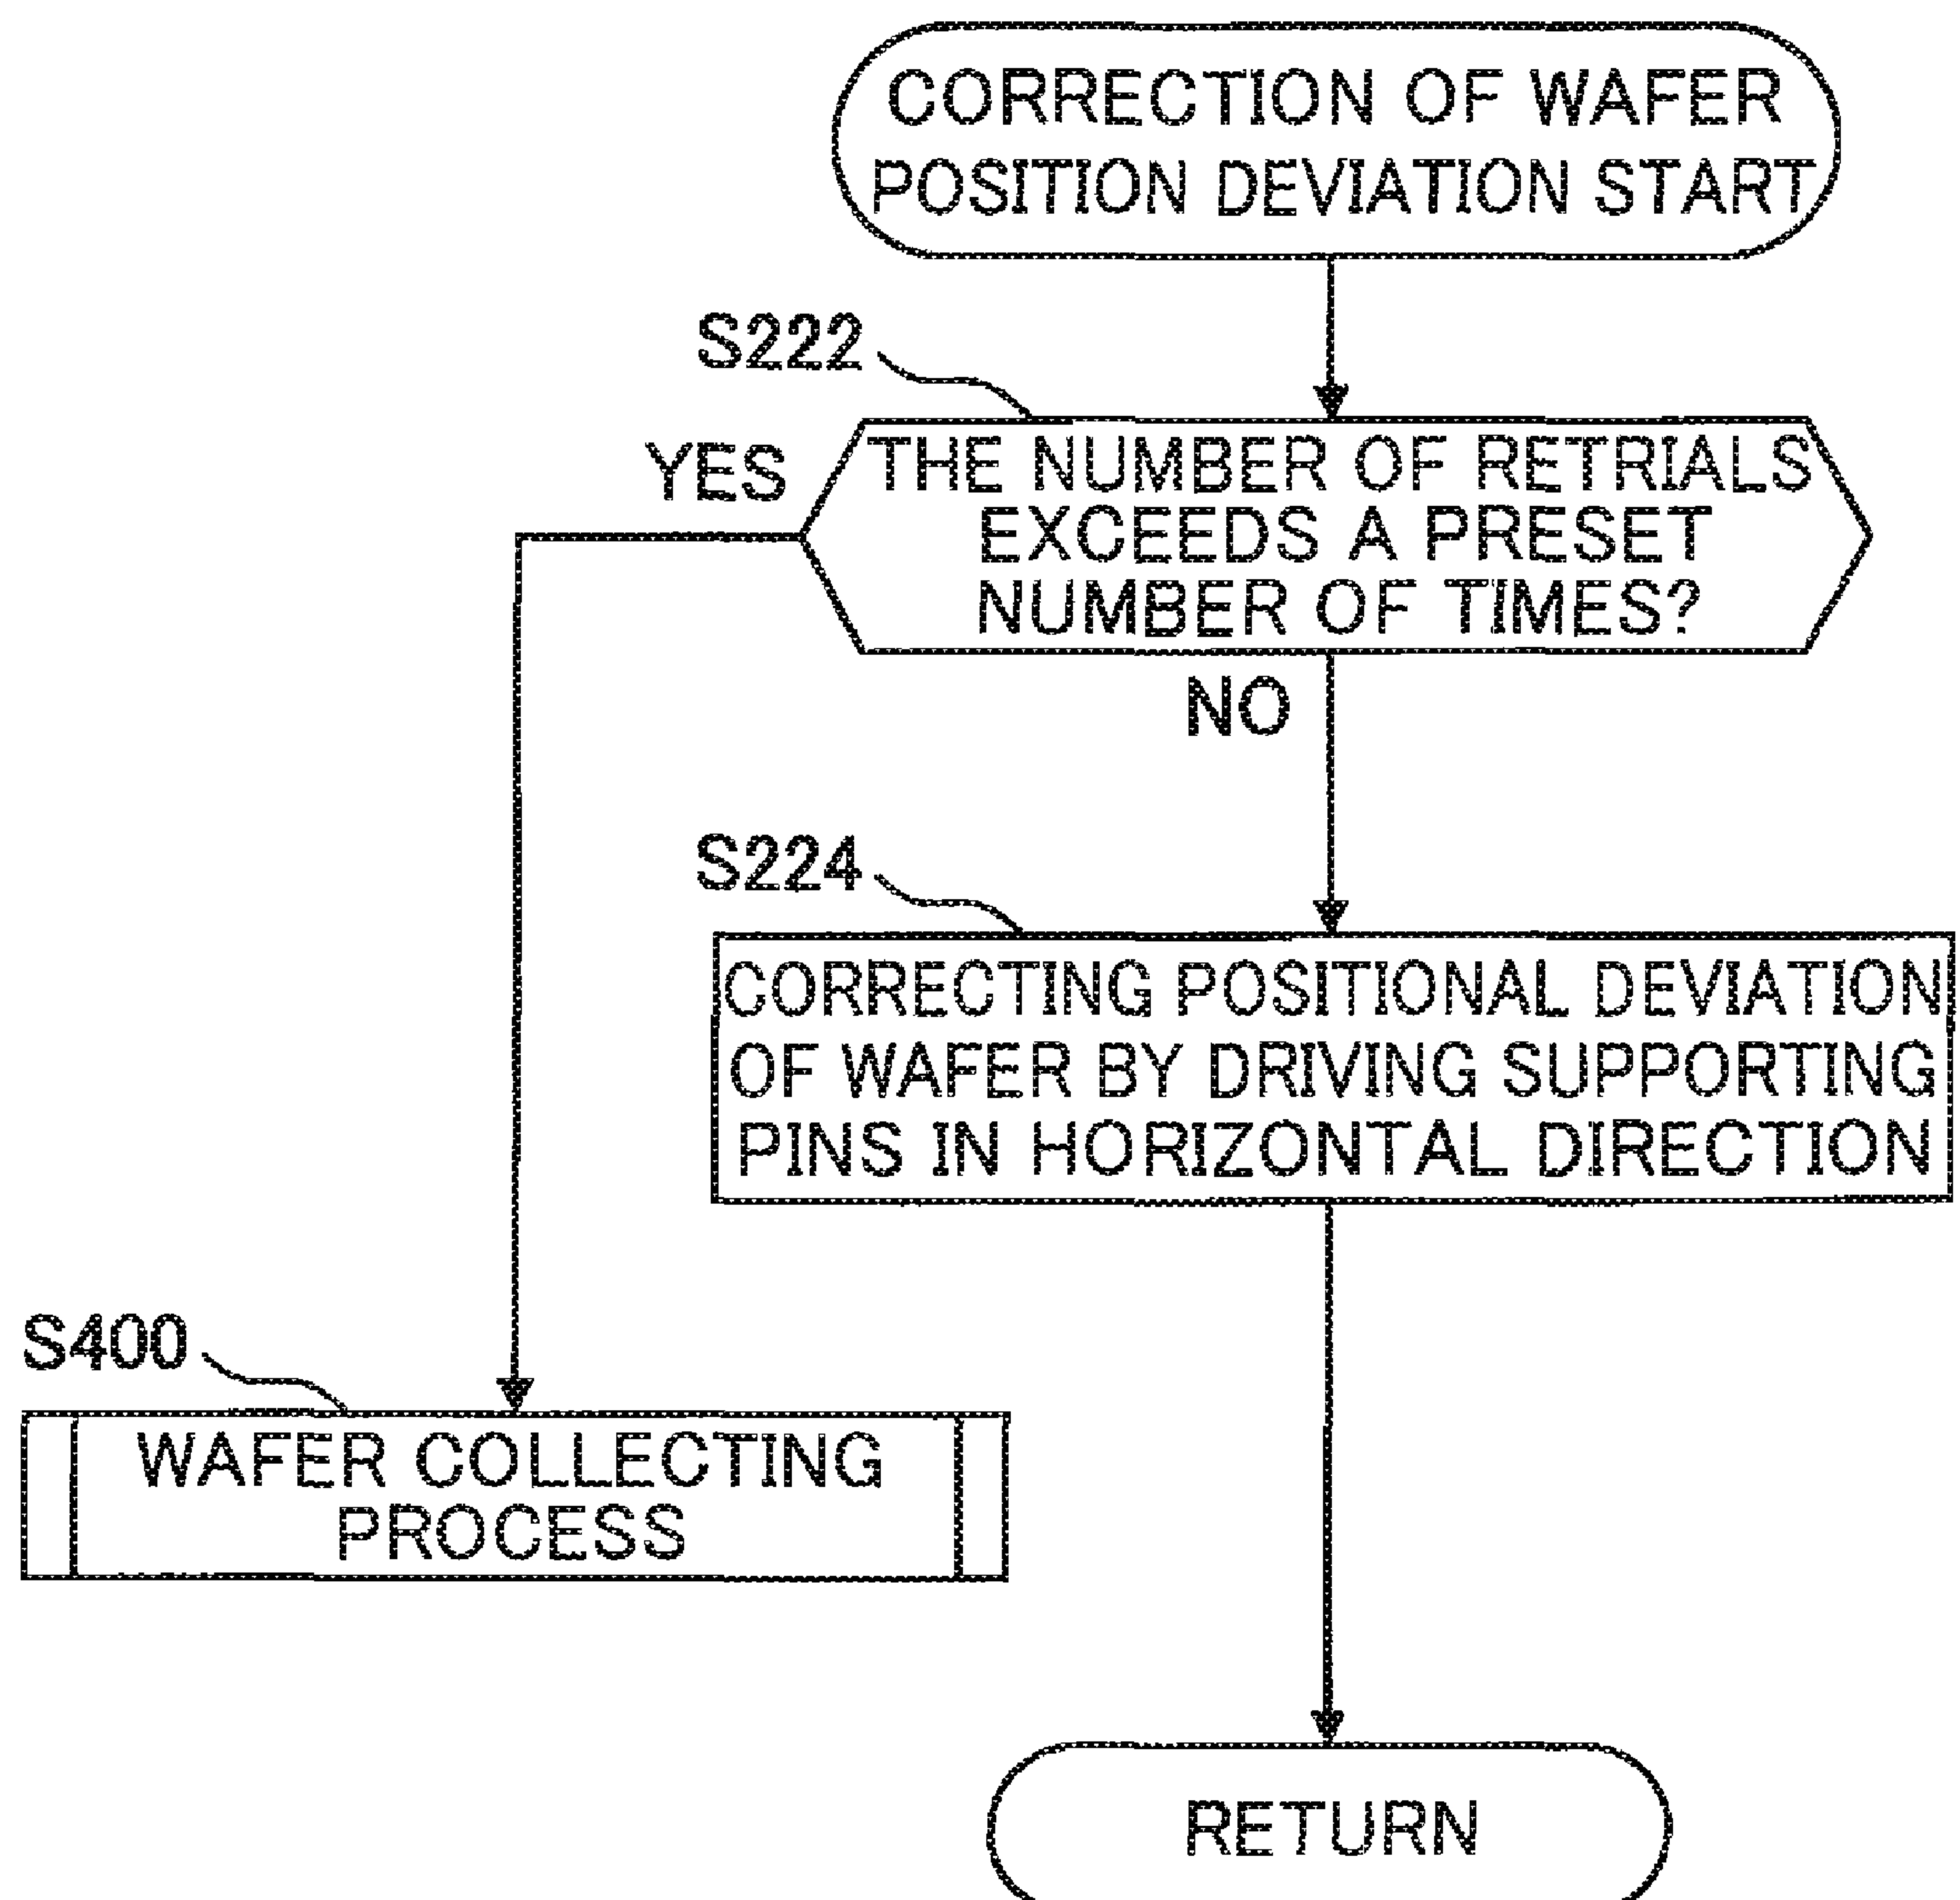 CORRECTION OF WAFER
POSITION DEVIATION START
S222
YES
THE NUMBER OF RETRIALS
EXCEEDS A PRESET
NUMBER OF TIMES?
NO
S224
CORRECTING POSITIONAL DEVIATION
OF WAFER BY DRIVING SUPPORTING
PINS IN HORIZONTAL DIRECTION
S400
WAFER COLLECTING
PROCESS
RETURN